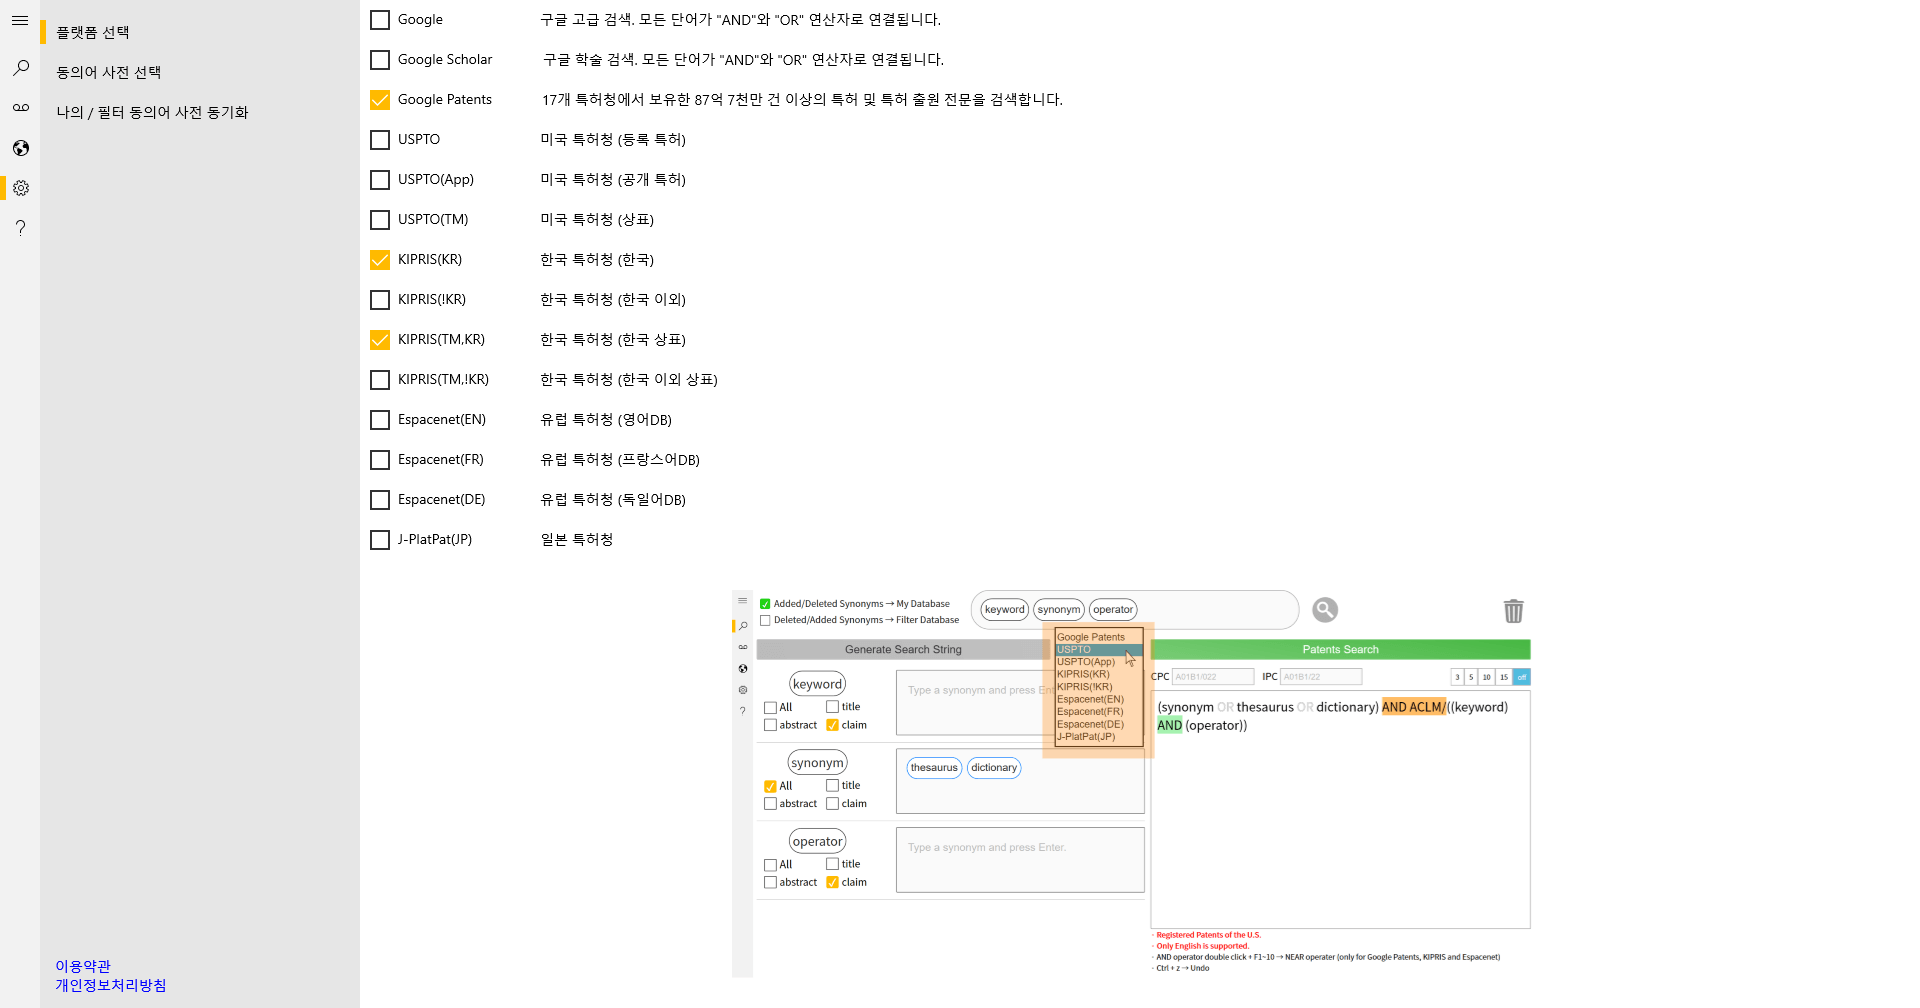 플랫폼 선택
동의어 사전 선택
나의 / 필터 동의어 사전 동기화
이용약관
개인정보처리방침
Google 구글 고급 검색. 모든 단어가 "AND"와 "OR" 연산자로 연결됩니다.
Google Scholar 구글 학술 검색. 모든 단어가 "AND"와 "OR" 연산자로 연결됩니다.
Google Patents 17개 특허청에서 보유한 87억 7천만 건 이상의 특허 및 특허 출원 전문을 검색합니다.
USPTO 미국 특허청 (등록 특허)
USPTO(App) 미국 특허청 (공개 특허)
USPTO(TM) 미국 특허청 (상표)
KIPRIS(KR) 한국 특허청 (한국)
KIPRIS(!KR) 한국 특허청 (한국 이외)
KIPRIS(TM,KR) 한국 특허청 (한국 상표)
KIPRIS(TM,!KR) 한국 특허청 (한국 이외 상표)
Espacenet(EN) 유럽 특허청 (영어DB)
Espacenet(FR) 유럽 특허청 (프랑스어DB)
Espacenet(DE) 유럽 특허청 (독일어DB)
J-PlatPat(JP) 일본 특허청
Added/Deleted Synonyms → My Database
Deleted/Added Synonyms → Filter Database
keyword synonym operator
Generate Search String
Google Patents
USPTO
USPTO(App)
KIPRIS(KR)
KIPRIS(!KR)
Espacenet(EN)
Espacenet(FR)
Espacenet(DE)
J-PlatPat(JP)
Patents Search
CPC A01B1/022 IPC A01B1/22 3 5 10 15 off
keyword
All title
abstract claim
Type a synonym and press Ent
synonym
All title
abstract claim
thesaurus dictionary
operator
All title
abstract claim
Type a synonym and press Enter.
(synonym OR thesaurus OR dictionary) AND ACLM/((keyword)
AND (operator))
· Registered Patents of the U.S.
· Only English is supported.
· AND operator double click + F1~10 → NEAR operater (only for Google Patents, KIPRIS and Espacenet)
· Ctrl + z → Undo